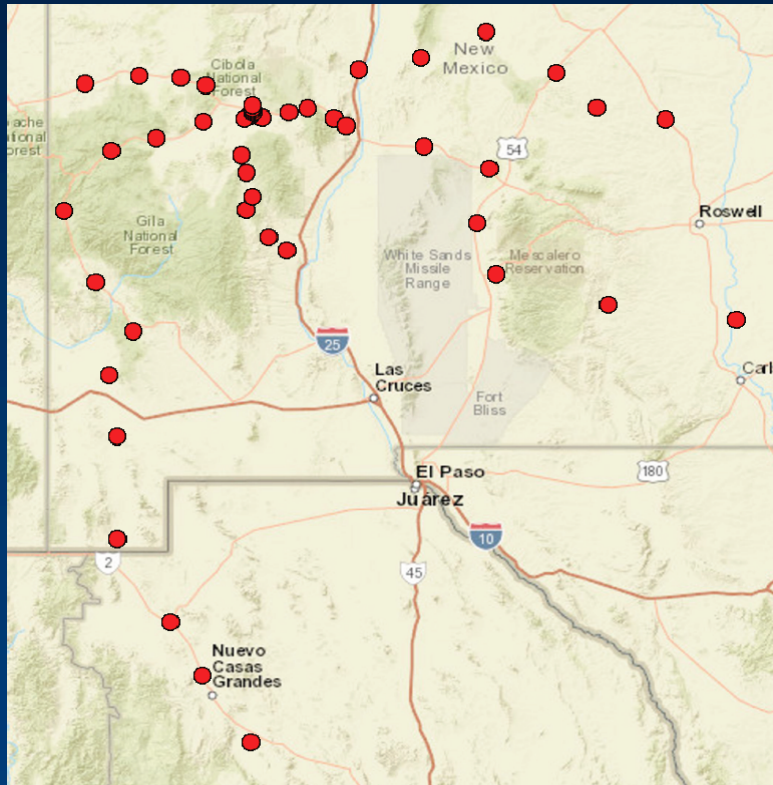 Cibola
National
Forest
New
Mexico
ache
ational
orest
54
Roswell
Gila
National
Forest
White Sands
Missile
Range
Mescalero
Reservation
25
Las
Cruces
Carl
Fort
Bliss
El Paso
Juárez
180
10
2
45
Nuevo
Casas
Grandes